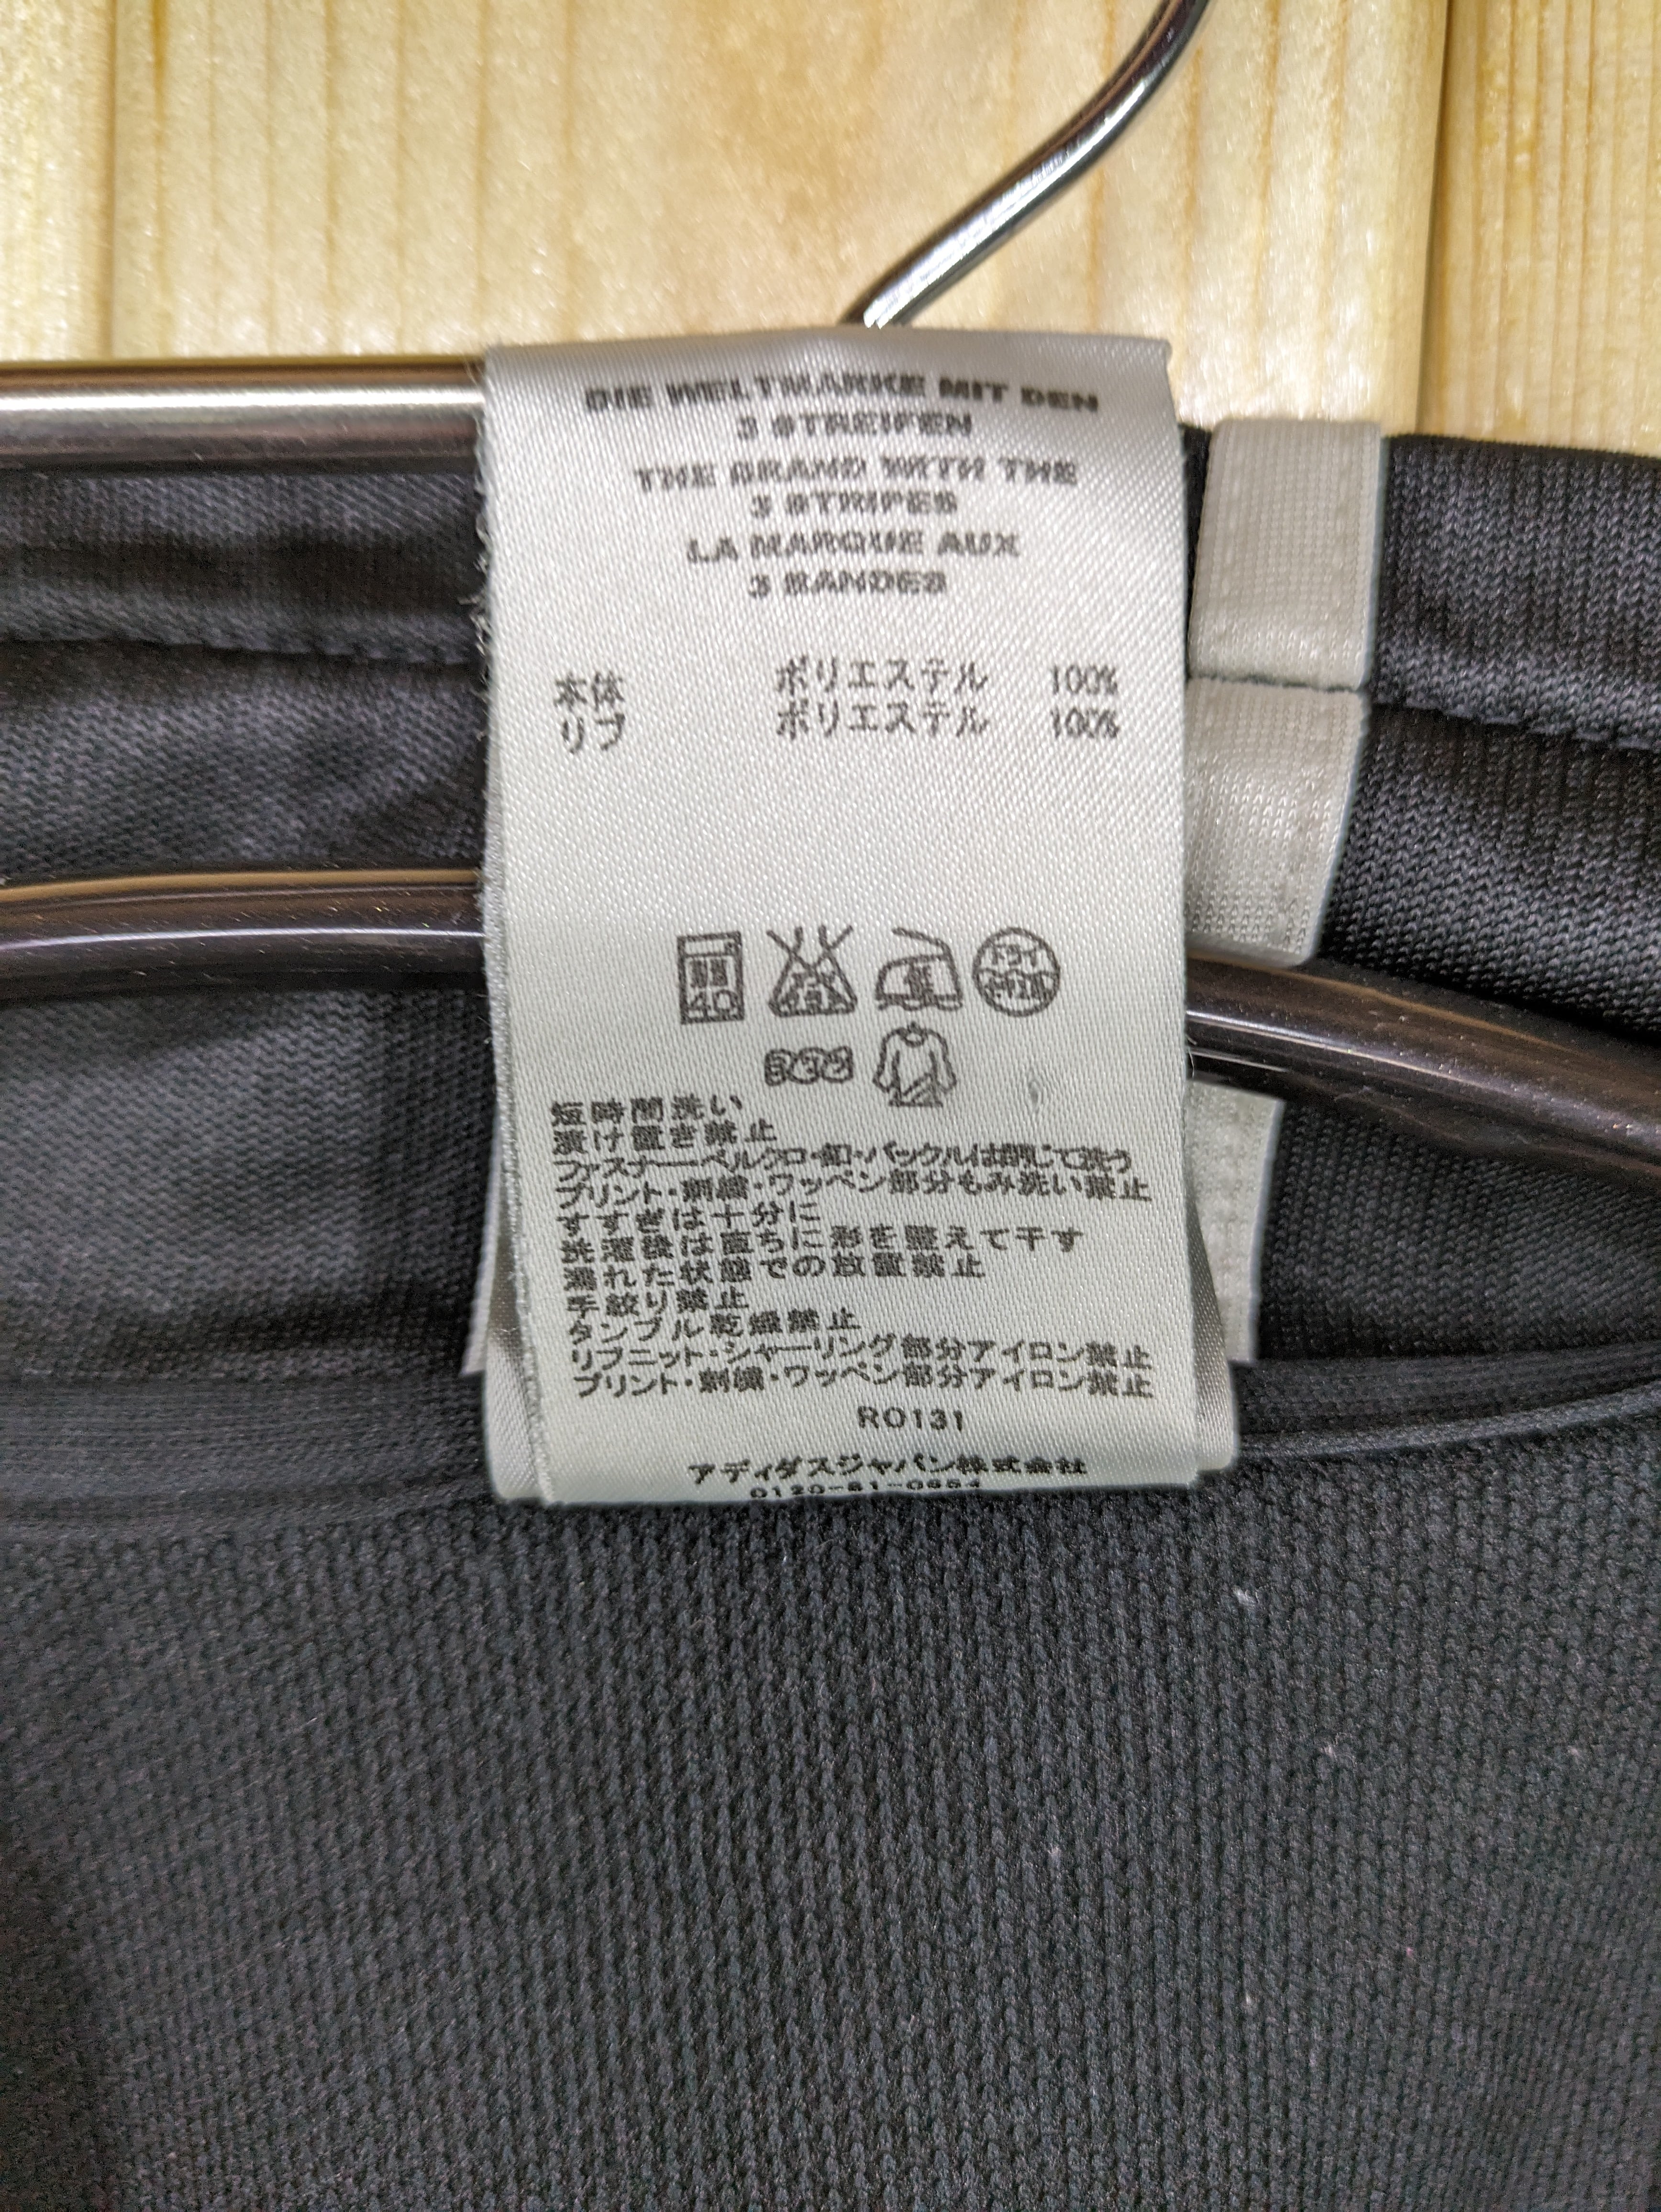 DIE WELTMARKE MIT DEN
3 STREIFEN
THE BRAND WITH THE
3 STRIPES
LA MARQUE AUX
3 BANDES
本体 ポリエステル 100%
リブ ポリエステル 100%
40
短時間洗い
漬け置き禁止
ファスナー・ベルクロ・釦・バックルは閉じて洗う
プリント・刺繍・ワッペン部分もみ洗い禁止
すすぎは十分に
洗濯後は直ちに形を整えて干す
濡れた状態での放置禁止
手絞り禁止
タンブル乾燥禁止
リブニット・シャーリング部分アイロン禁止
プリント・刺繍・ワッペン部分アイロン禁止
RO131
アディダスジャパン株式会社
0120-81-0654